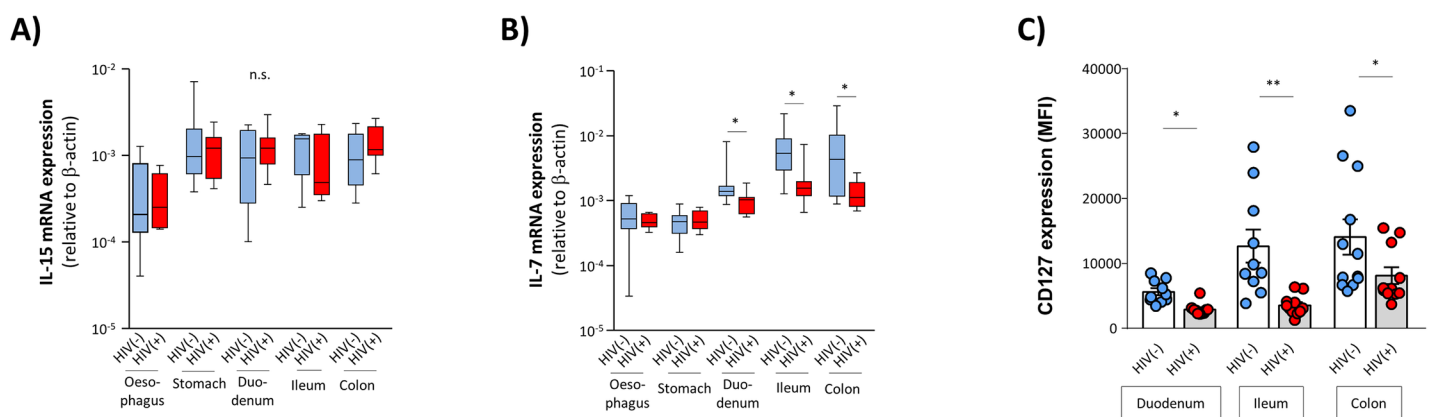 A)
IL-15 mRNA expression
(relative to β-actin)
10⁻²
10⁻³
10⁻⁴
10⁻⁵
n.s.
HIV(-)
HIV(+)
HIV(-)
HIV(+)
HIV(-)
HIV(+)
HIV(-)
HIV(+)
HIV(-)
HIV(+)
Oeso-
phagus
Stomach
Duo-
denum
Ileum
Colon
B)
IL-7 mRNA expression
(relative to β-actin)
10⁻¹
10⁻²
10⁻³
10⁻⁴
10⁻⁵
*
*
*
HIV(-)
HIV(+)
HIV(-)
HIV(+)
HIV(-)
HIV(+)
HIV(-)
HIV(+)
HIV(-)
HIV(+)
Oeso-
phagus
Stomach
Duo-
denum
Ileum
Colon
C)
CD127 expression (MFI)
40000
30000
20000
10000
0
*
**
*
HIV(-)
HIV(+)
HIV(-)
HIV(+)
HIV(-)
HIV(+)
Duodenum
Ileum
Colon